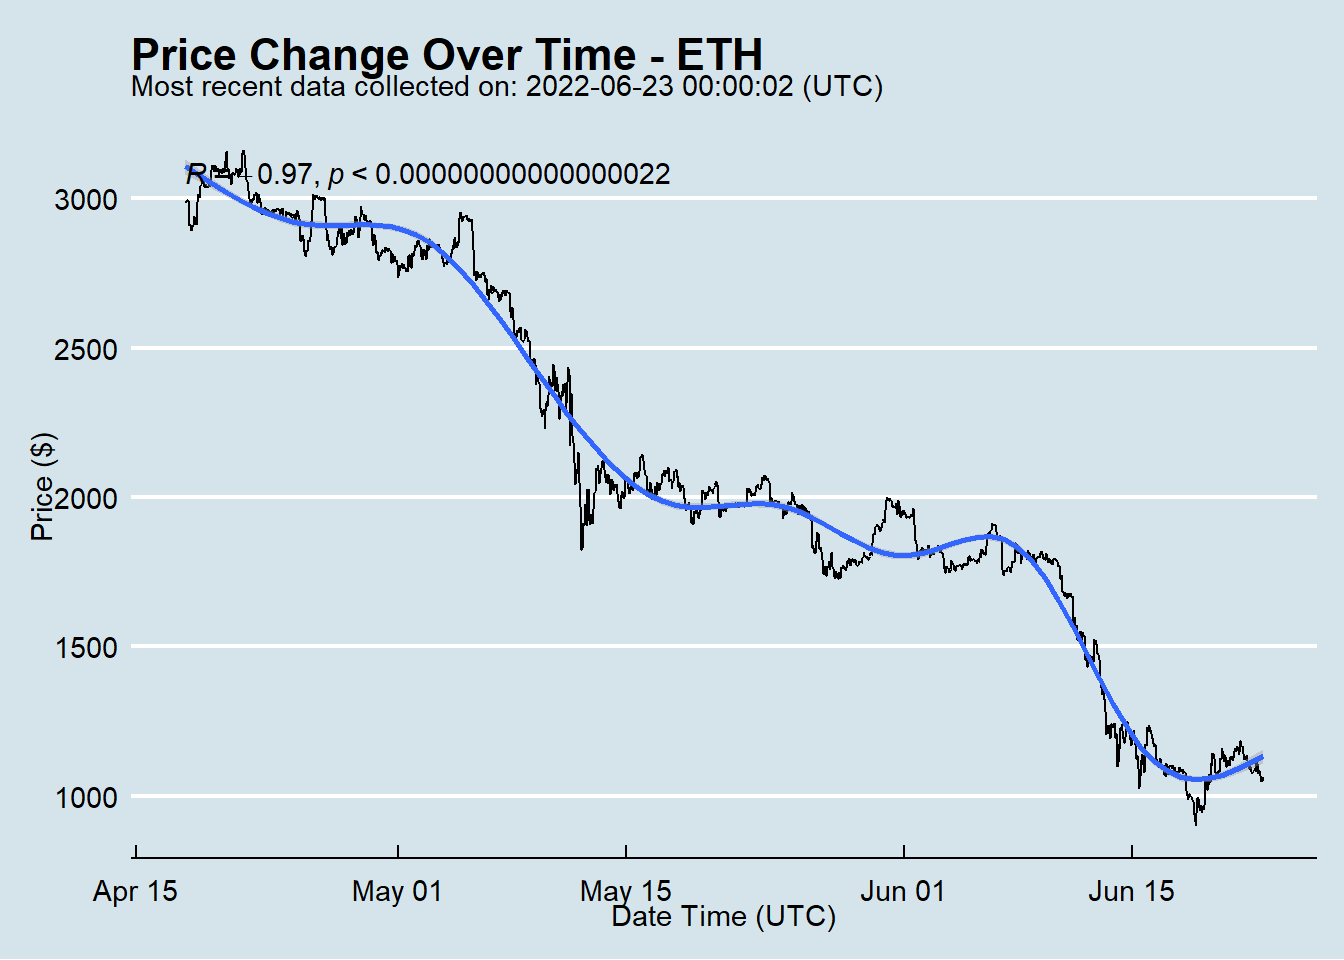 Price Change Over Time - ETH
Most recent data collected on: 2022-06-23 00:00:02 (UTC)
R = −0.97, p < 0.00000000000000022
3000
2500
2000
1500
1000
Price ($)
Apr 15
May 01
May 15
Jun 01
Jun 15
Date Time (UTC)